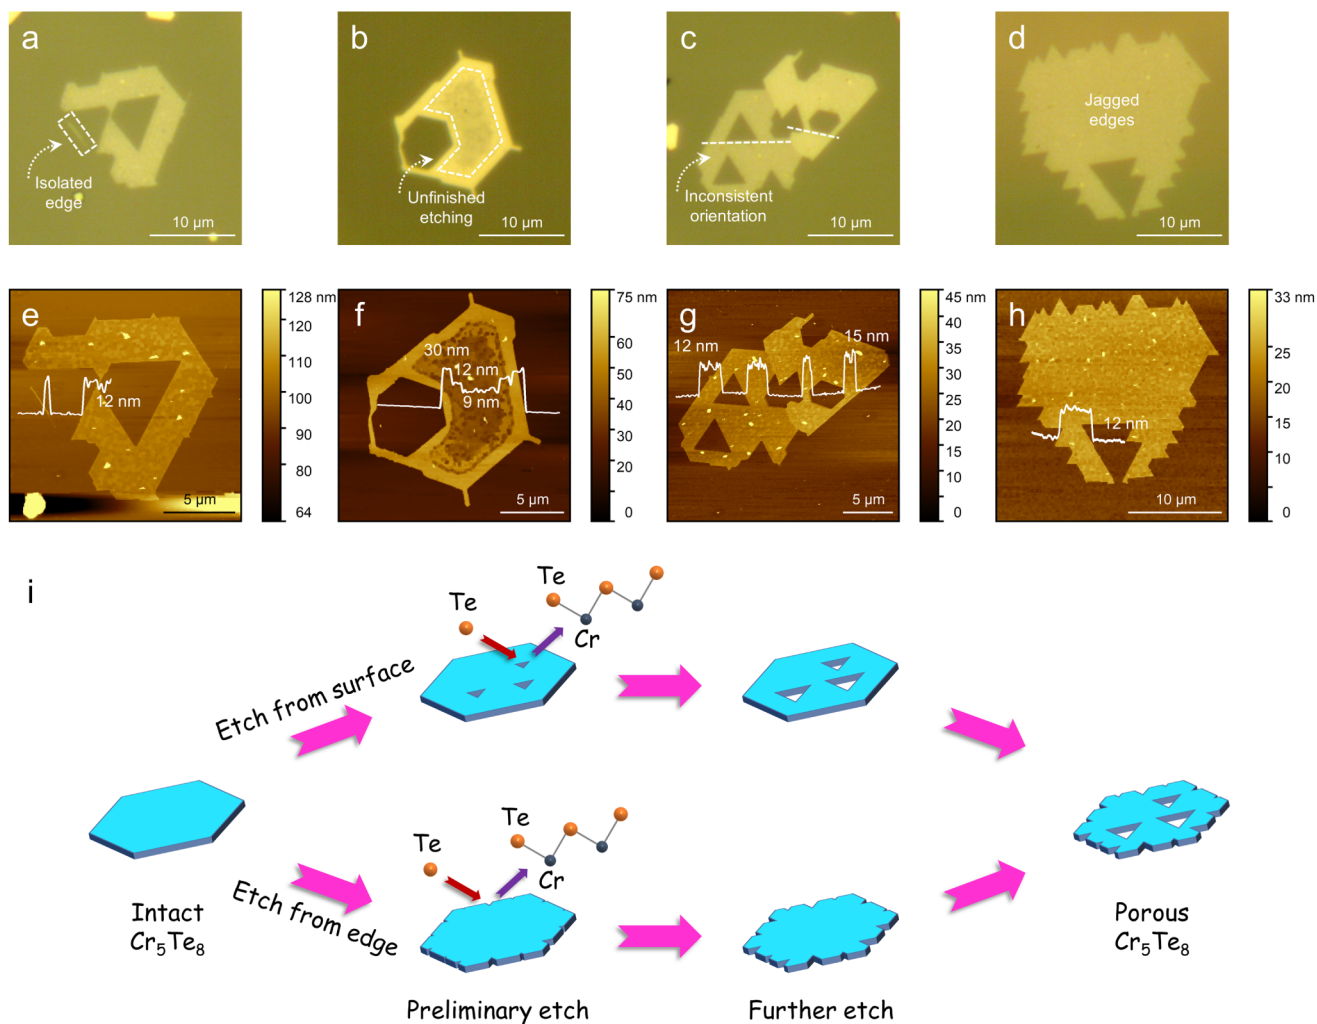 a
Isolated
edge
10 µm
b
Unfinished
etching
10 µm
c
Inconsistent
orientation
10 µm
d
Jagged
edges
10 µm
e
12 nm
5 µm
128 nm
120
110
100
90
80
64
f
30 nm
12 nm
9 nm
5 µm
75 nm
60
50
40
30
20
10
0
g
12 nm
15 nm
5 µm
45 nm
40
35
30
25
20
15
10
5
0
h
12 nm
10 µm
33 nm
25
20
15
10
5
0
i
Te
Te
Cr
Etch from surface
Intact
Cr₅Te₈
Etch from edge
Te
Te
Cr
Preliminary etch
Further etch
Porous
Cr₅Te₈